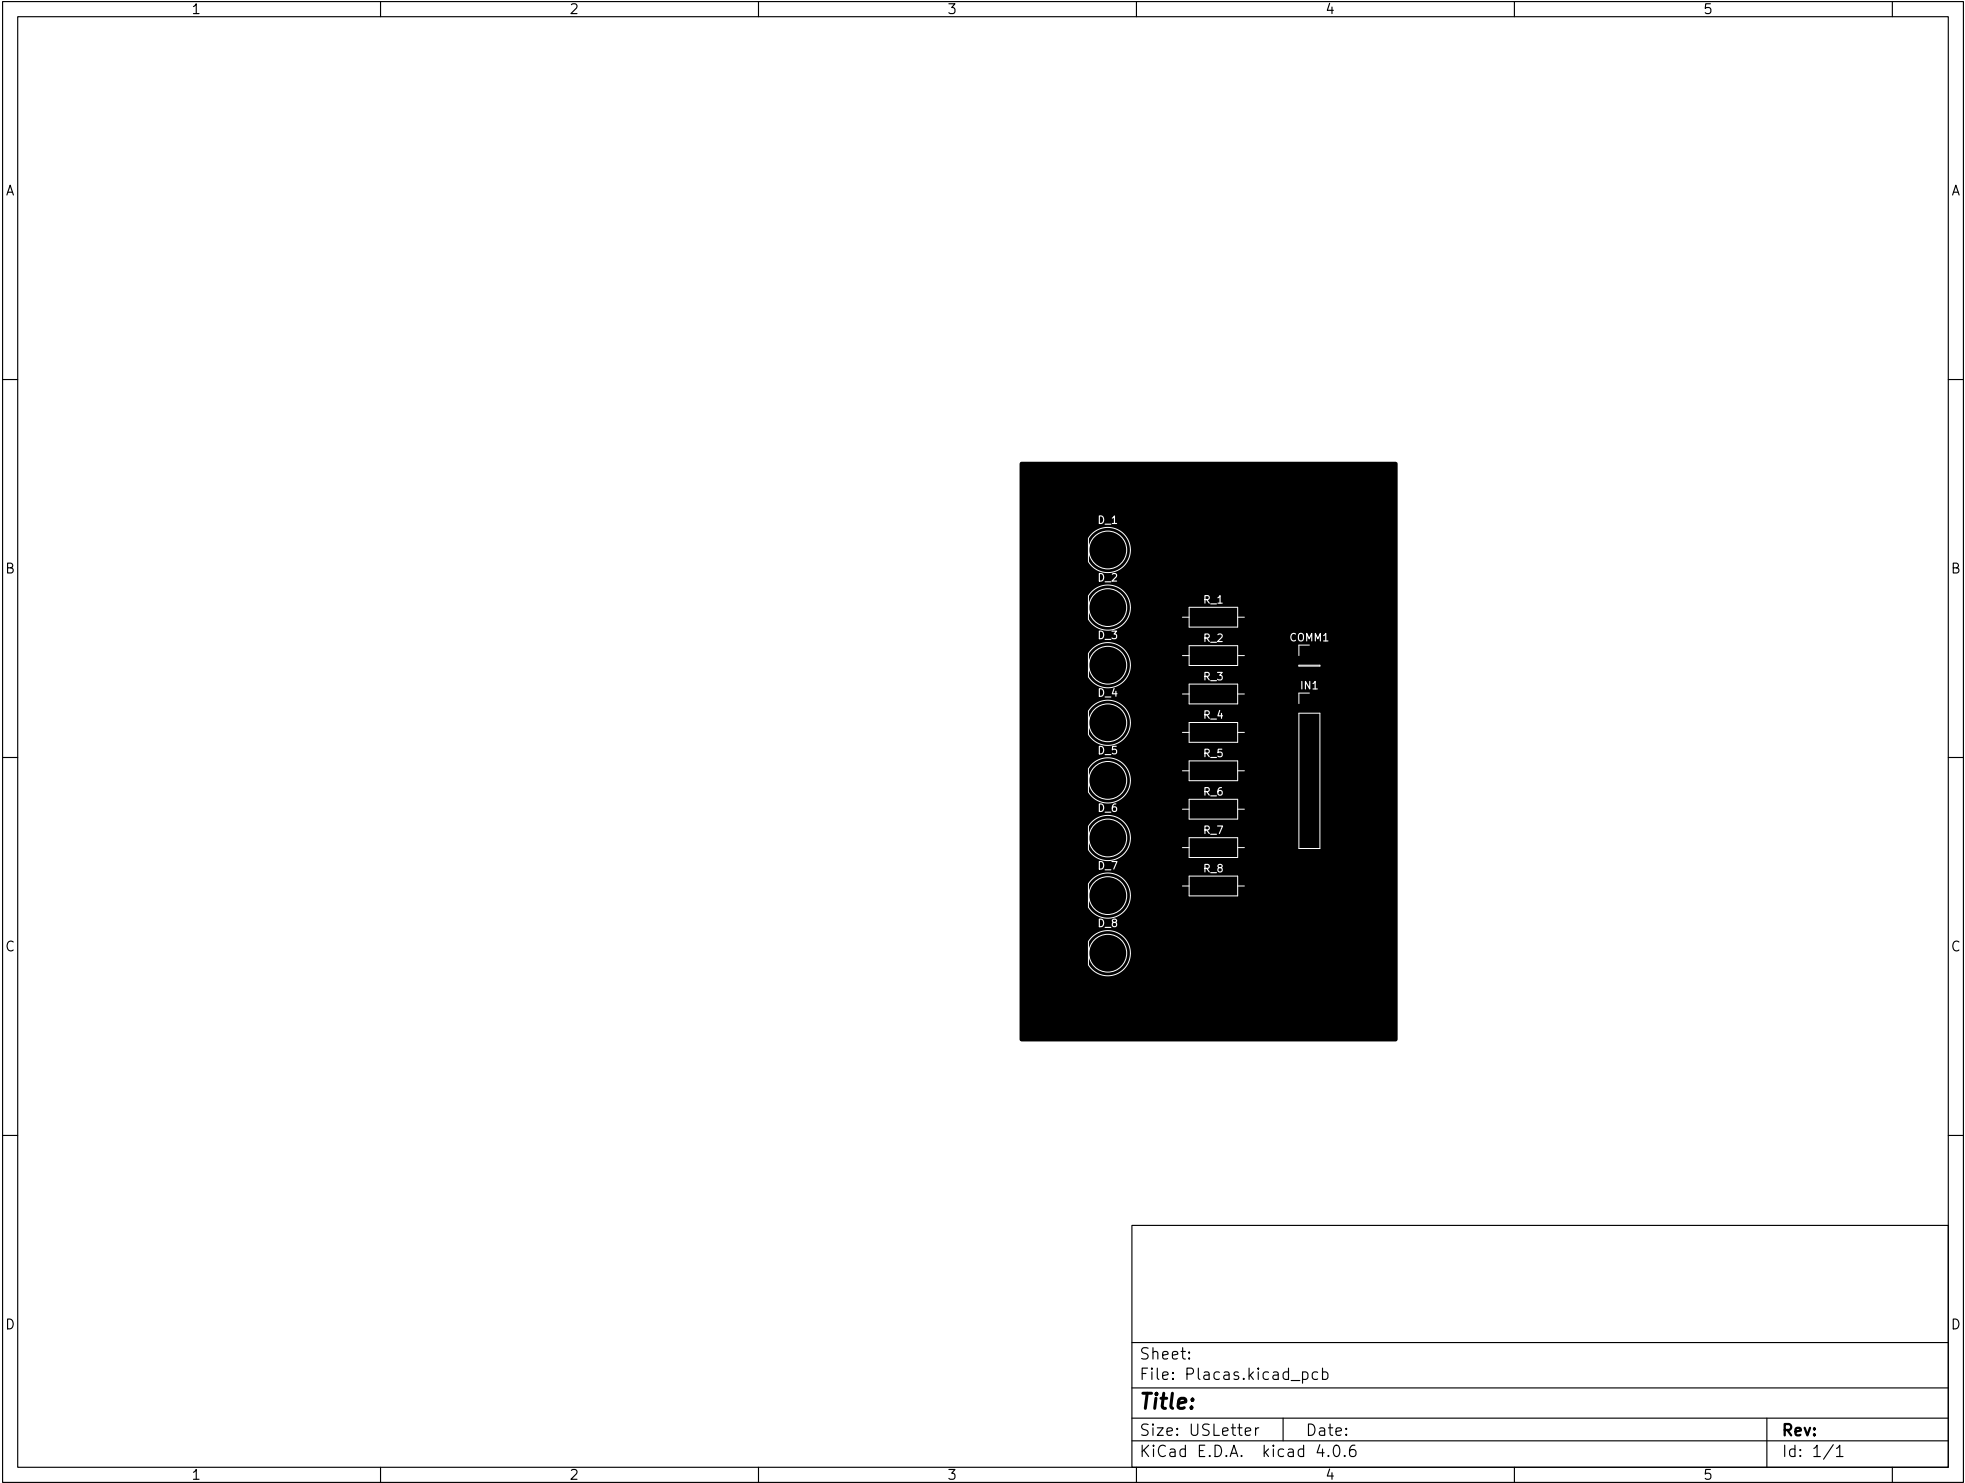 1 2 3 4 5
A A
D_1
B B
D_2
R_1
D_3
R_2 COMM1
R_3
IN1
D_4
R_4
D_5
R_5
R_6
D_6
R_7
D_7
R_8
D_8
C C
D D
Sheet:
File: Placas.kicad_pcb
Title:
Size: USLetter Date: Rev:
KiCad E.D.A. kicad 4.0.6 Id: 1/1
1 2 3 4 5